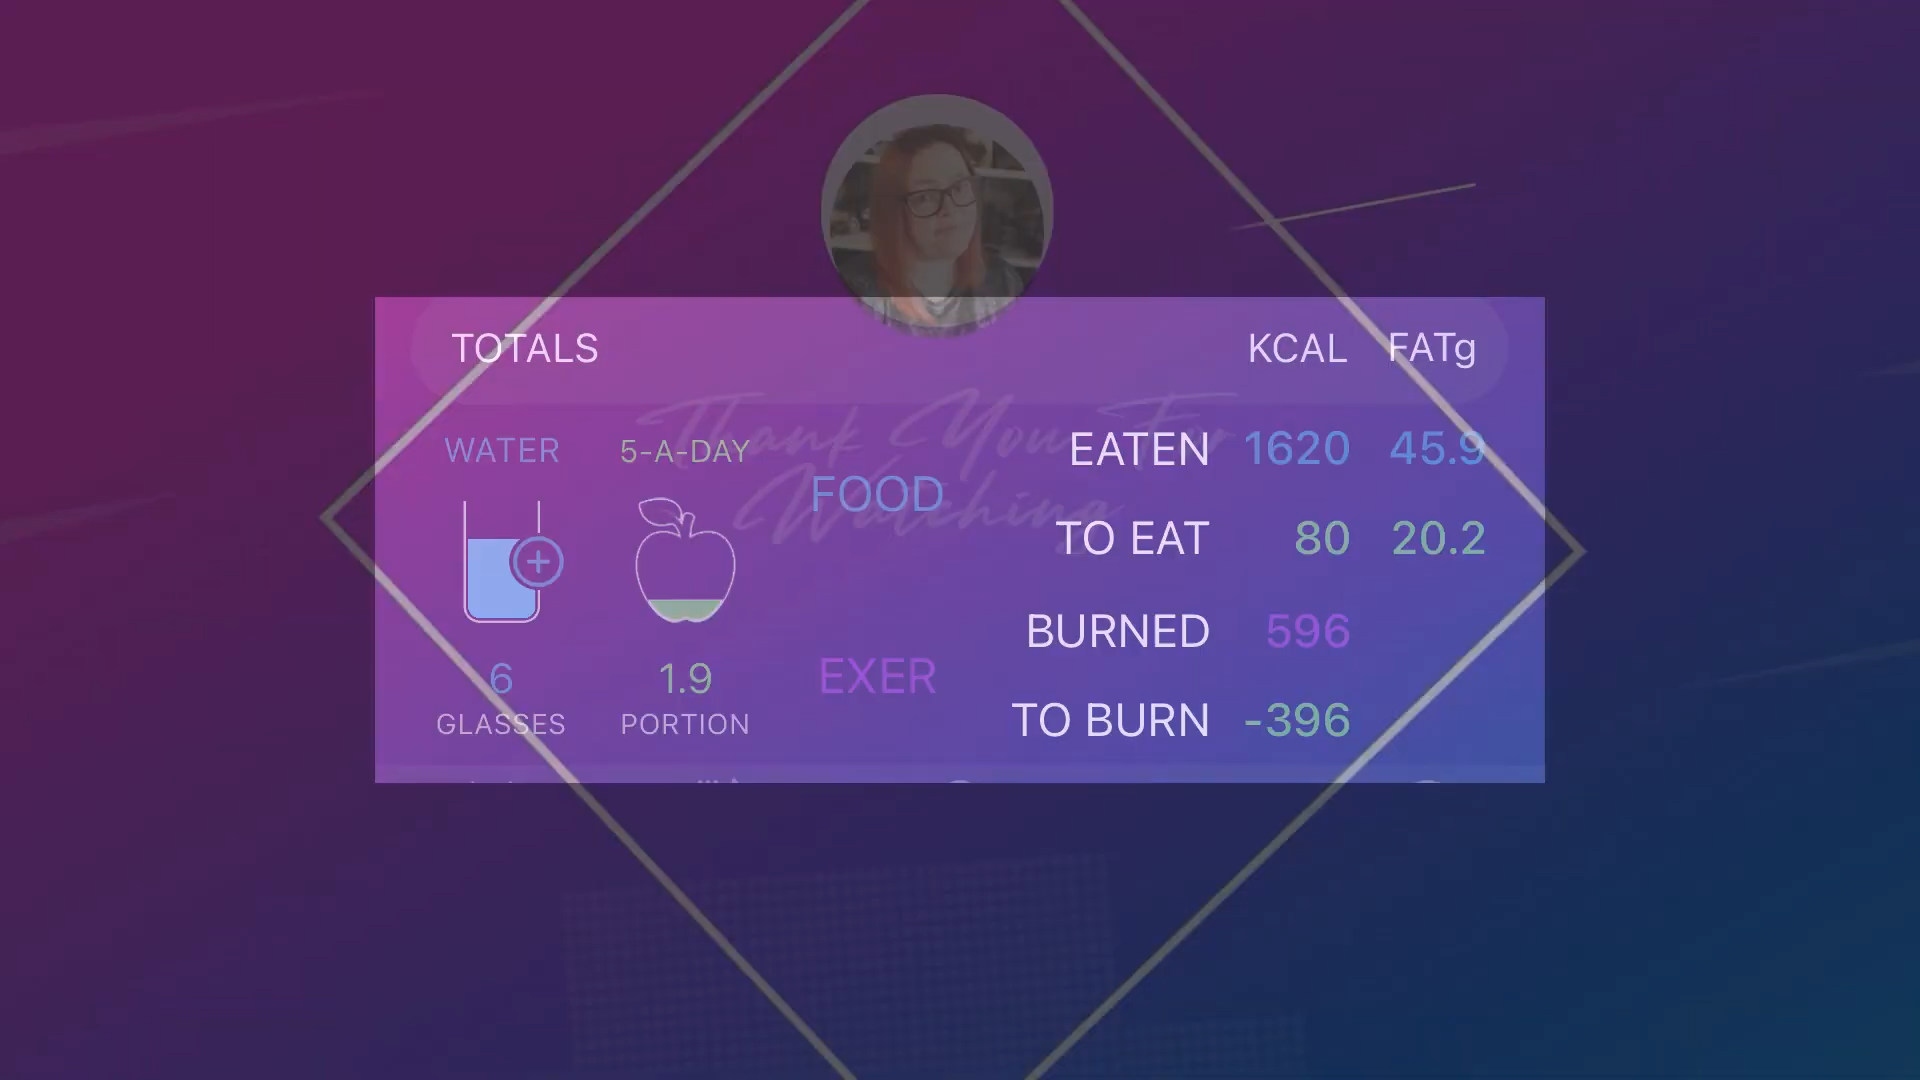 TOTALS KCAL FATg
Thank You For
Watching
WATER 5-A-DAY
FOOD
EATEN 1620 45.9
TO EAT 80 20.2
BURNED 596
6 1.9
EXER
GLASSES PORTION
TO BURN -396